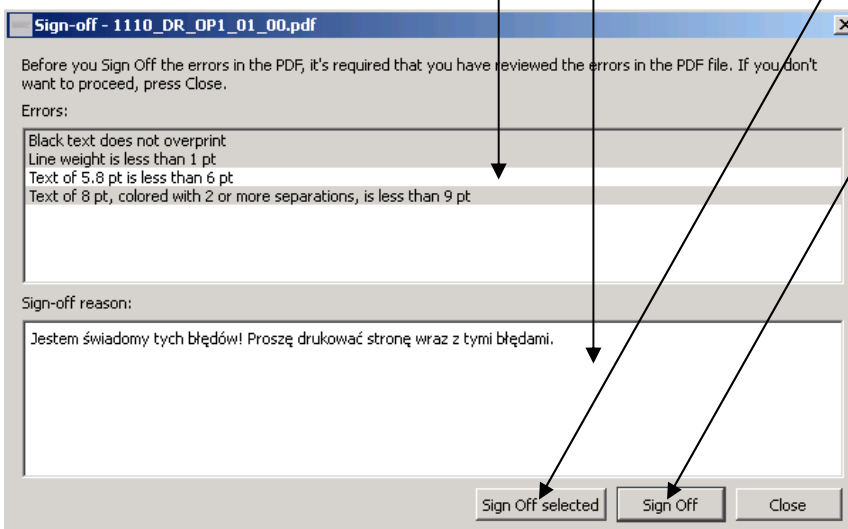 Sign-off - 1110_DR_OP1_01_00.pdf
Before you Sign Off the errors in the PDF, it's required that you have reviewed the errors in the PDF file. If you don't
want to proceed, press Close.
Errors:
Black text does not overprint
Line weight is less than 1 pt
Text of 5.8 pt is less than 6 pt
Text of 8 pt, colored with 2 or more separations, is less than 9 pt
Sign-off reason:
Jestem świadomy tych błędów! Proszę drukować stronę wraz z tymi błędami.
Sign Off selected Sign Off Close